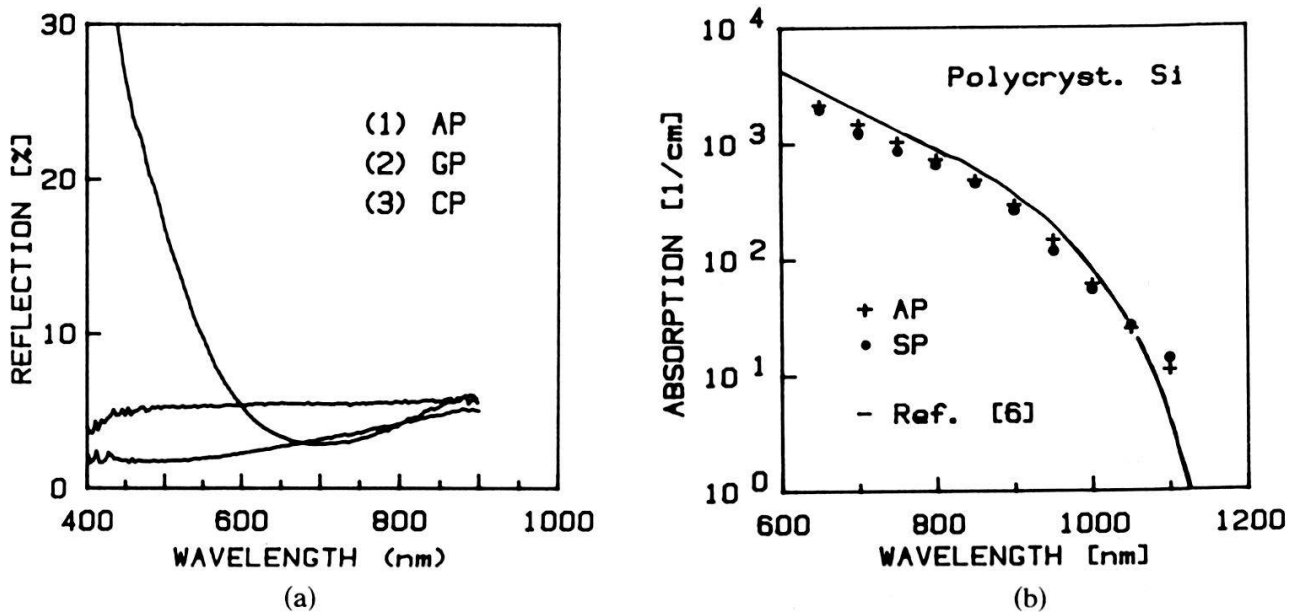 30
20
10
0
REFLECTION [%]
(1) AP
(2) GP
(3) CP
400 600 800 1000
WAVELENGTH (nm)
(a)
10 4
10 3
10 2
10 1
10 0
ABSORPTION [1/cm]
Polycryst. Si
+ AP
• SP
— Ref. [6]
600 800 1000 1200
WAVELENGTH [nm]
(b)